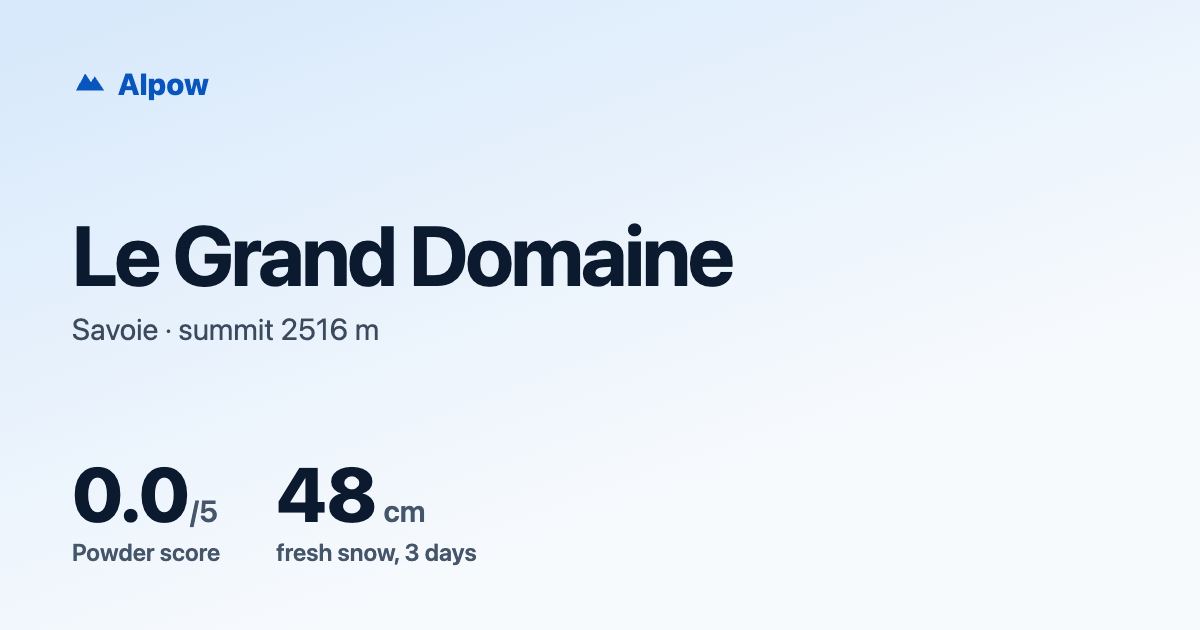 Alpow
Le Grand Domaine
Savoie · summit 2516 m
0.0/5
Powder score
48 cm
fresh snow, 3 days